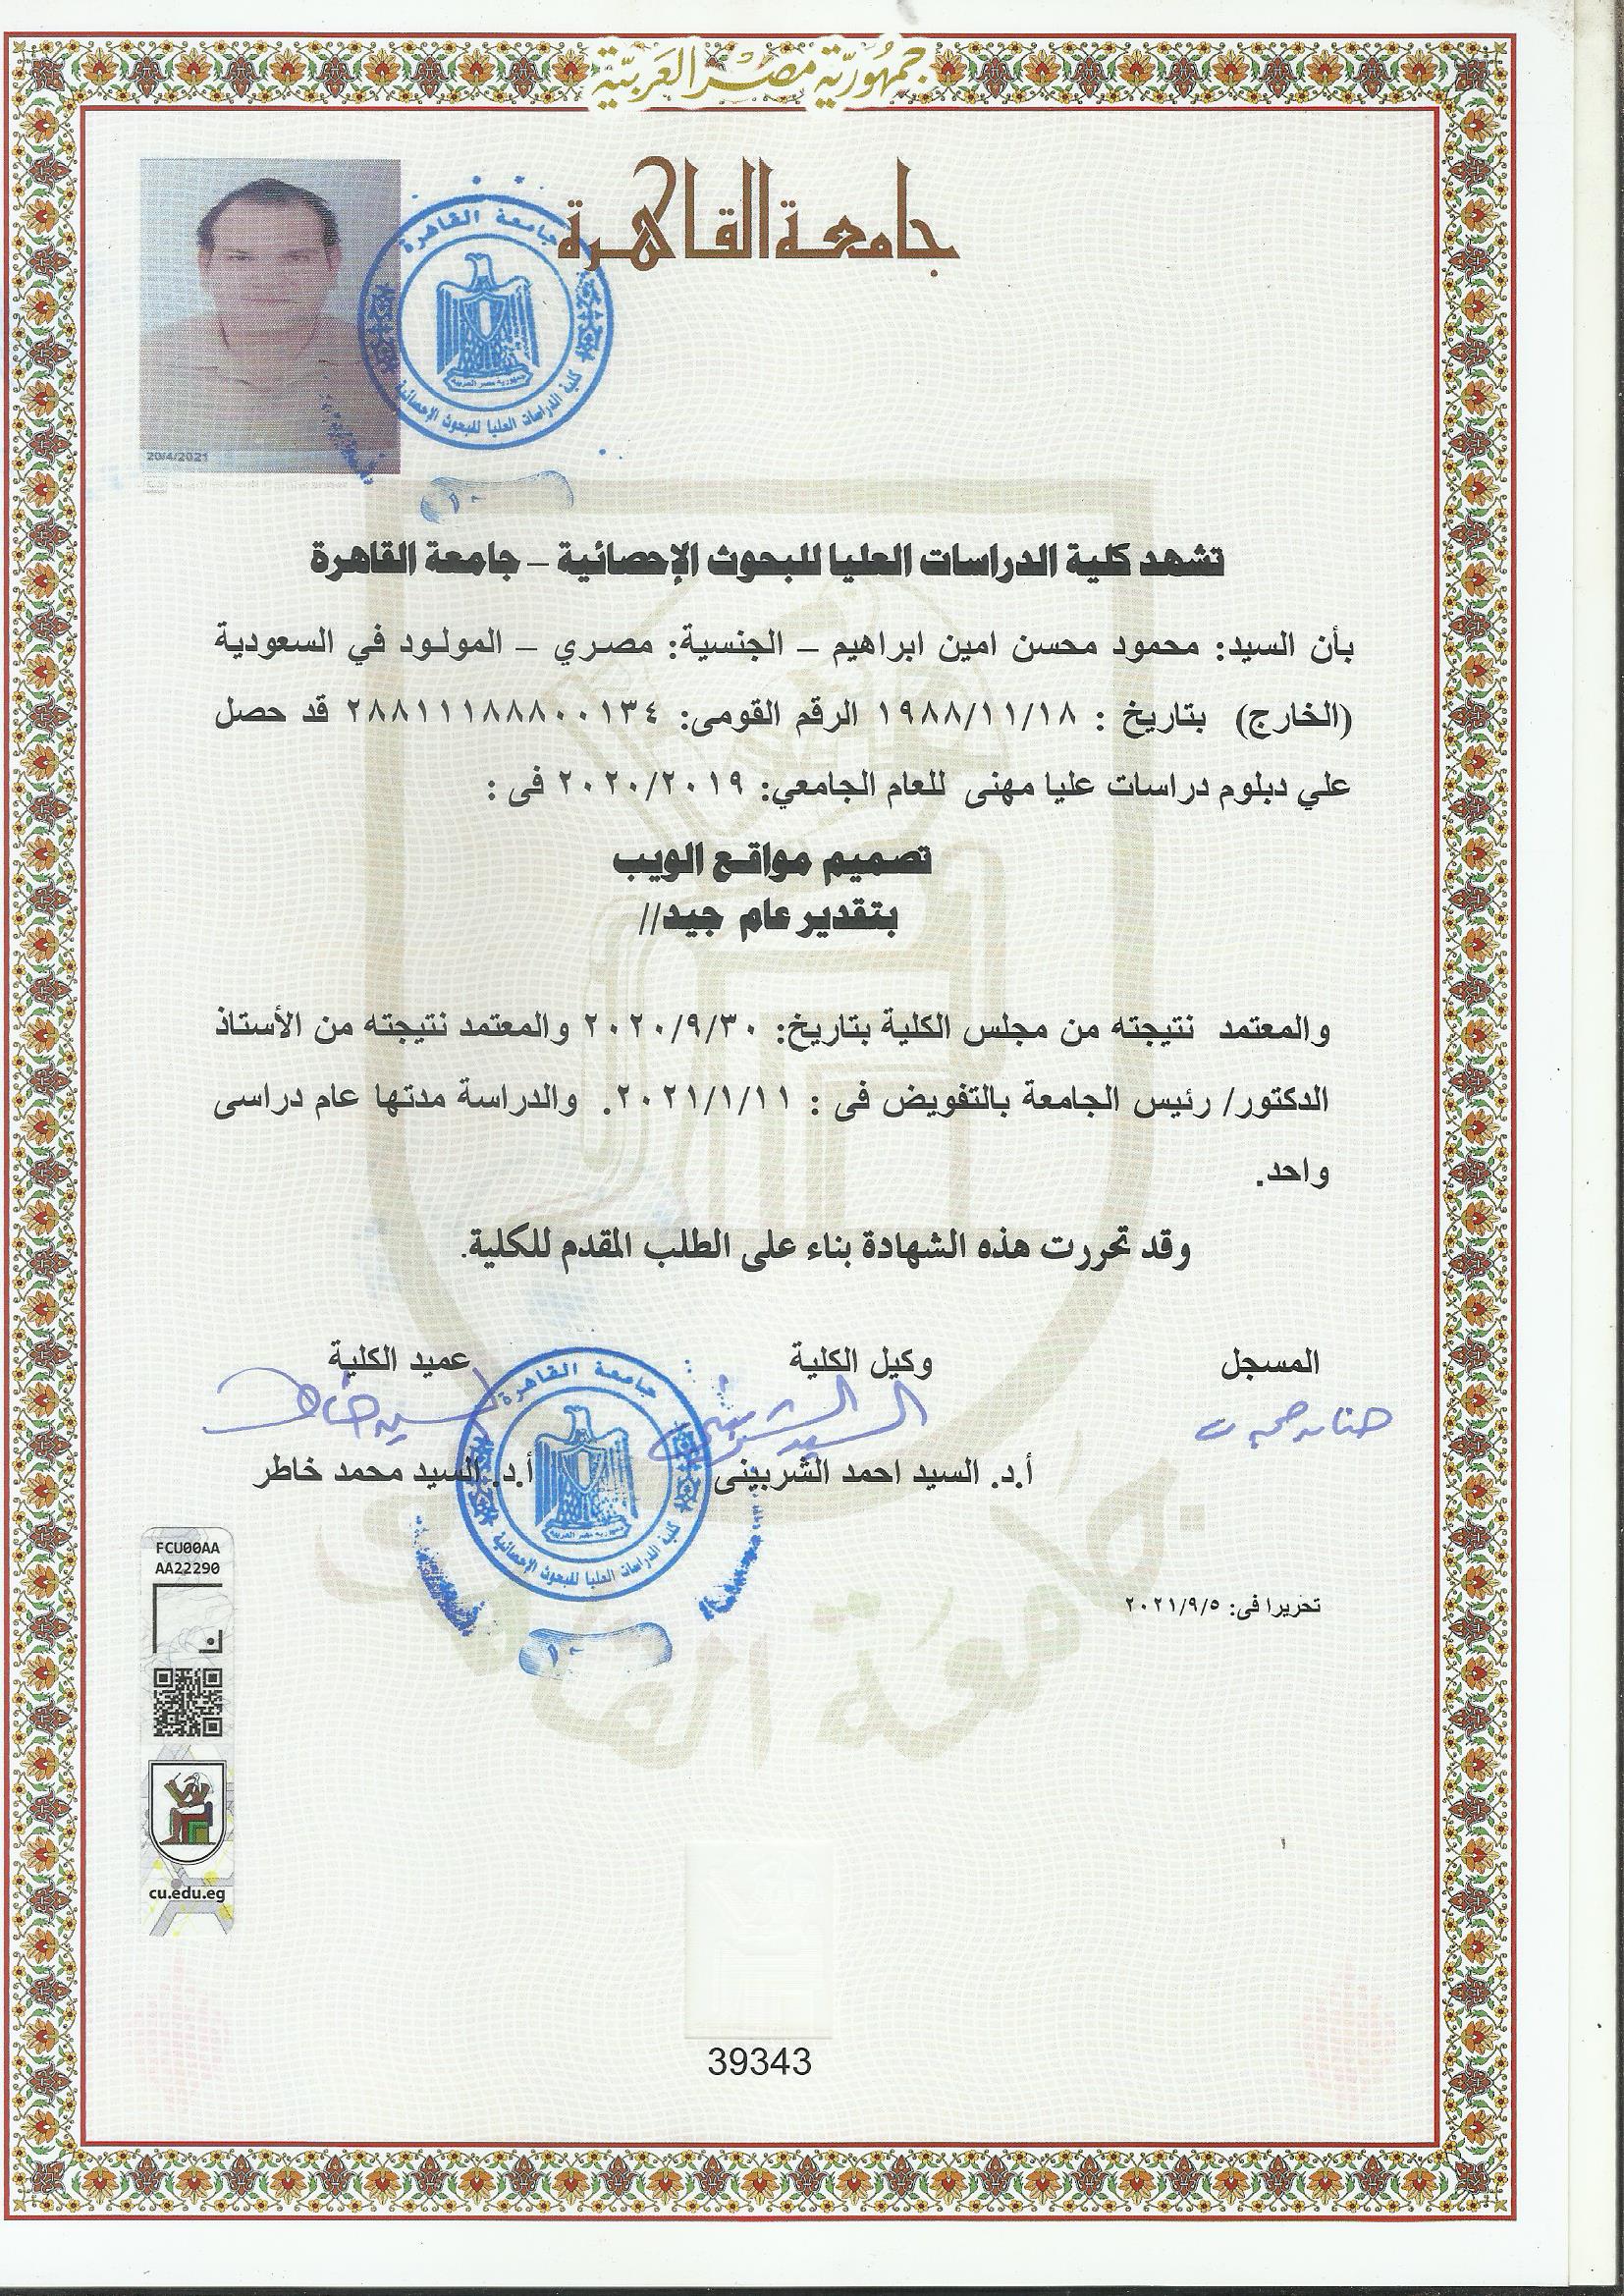 جمهورية مصر العربية
جامعة القاهرة
جامعة القاهرة
جمهورية مصر العربية
كلية الدراسات العليا للبحوث الإحصائية
20/4/2021
تشهد كلية الدراسات العليا للبحوث الإحصائية – جامعة القاهرة
بأن السيد: محمود محسن امين ابراهيم – الجنسية: مصري – المولود في السعودية
(الخارج) بتاريخ : ١٩٨٨/١١/١٨ الرقم القومى: ٢٨٨١١١٨٨٨٠٠١٣٤ قد حصل
علي دبلوم دراسات عليا مهنى للعام الجامعي: ٢٠٢٠/٢٠١٩ فى :
تصميم مواقع الويب
بتقدير عام جيد//
والمعتمد نتيجته من مجلس الكلية بتاريخ: ٢٠٢٠/٩/٣٠ والمعتمد نتيجته من الأستاذ
الدكتور/ رئيس الجامعة بالتفويض فى : ٢٠٢١/١/١١. والدراسة مدتها عام دراسى
واحد.
وقد تحررت هذه الشهادة بناء على الطلب المقدم للكلية.
المسجل وكيل الكلية عميد الكلية
أ.د. السيد احمد الشربينى أ.د. السيد محمد خاطر
جامعة القاهرة
جمهورية مصر العربية
كلية الدراسات العليا للبحوث الإحصائية
تحريرا فى: ٢٠٢١/٩/٥
FCU00AA
AA22290
cu.edu.eg
جامعة القاهرة
39343